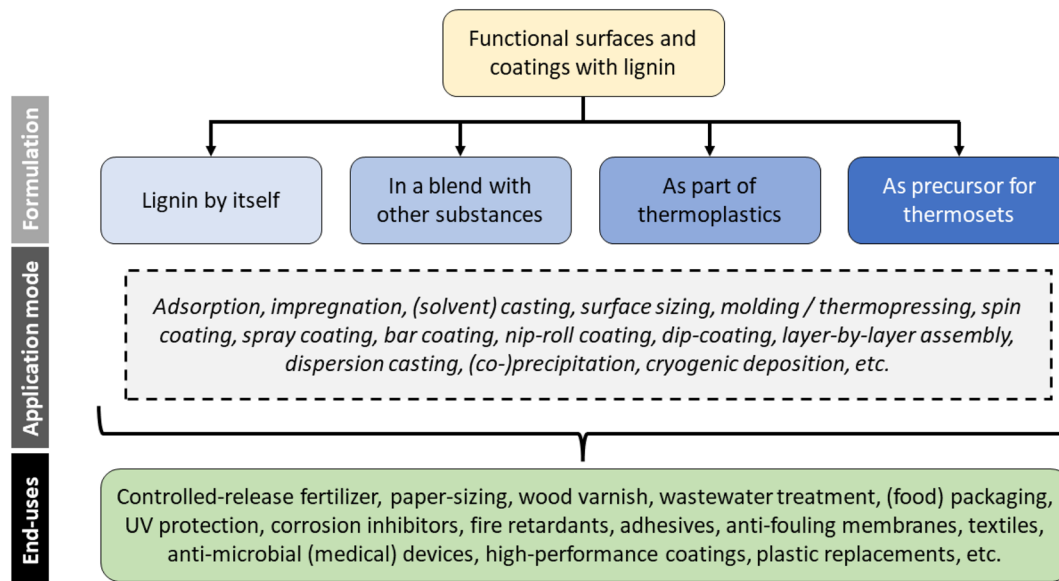 Functional surfaces and
coatings with lignin
Formulation
Lignin by itself
In a blend with
other substances
As part of
thermoplastics
As precursor for
thermosets
Application mode
Adsorption, impregnation, (solvent) casting, surface sizing, molding / thermopressing, spin
coating, spray coating, bar coating, nip-roll coating, dip-coating, layer-by-layer assembly,
dispersion casting, (co-)precipitation, cryogenic deposition, etc.
End-uses
Controlled-release fertilizer, paper-sizing, wood varnish, wastewater treatment, (food) packaging,
UV protection, corrosion inhibitors, fire retardants, adhesives, anti-fouling membranes, textiles,
anti-microbial (medical) devices, high-performance coatings, plastic replacements, etc.